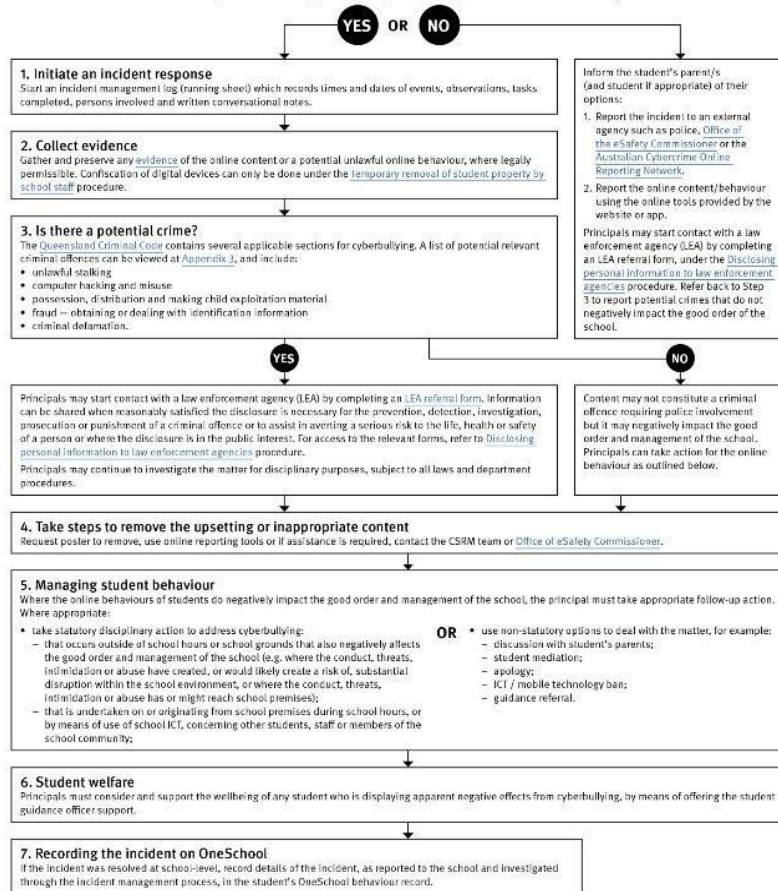 YES OR NO
1. Initiate an incident response
Start an incident management log (running sheet) which records times and dates of events, observations, tasks
completed, persons involved and written conversational notes.
2. Collect evidence
Gather and preserve any evidence of the online content or a potential unlawful online behaviour, where legally
permissible. Confiscation of digital devices can only be done under the Temporary removal of student property by
school staff procedure.
3. Is there a potential crime?
The Queensland Criminal Code contains several applicable sections for cyberbullying. A list of potential relevant
criminal offences can be viewed at Appendix 3, and include:
• unlawful stalking
• computer hacking and misuse
• possession, distribution and making child exploitation material
• fraud — obtaining or dealing with identification information
• criminal defamation.
Inform the student's parent/s
(and student if appropriate) of their
options:
1. Report the incident to an external
agency such as police, Office of
the eSafety Commissioner or the
Australian Cybercrime Online
Reporting Network.
2. Report the online content/behaviour
using the online tools provided by the
website or app.
Principals may start contact with a law
enforcement agency (LEA) by completing
an LEA referral form, under the Disclosing
personal information to law enforcement
agencies procedure. Refer back to Step
3 to report potential crimes that do not
negatively impact the good order of the
school.
YES
NO
Principals may start contact with a law enforcement agency (LEA) by completing an LEA referral form. Information
can be shared when reasonably satisfied the disclosure is necessary for the prevention, detection, investigation,
prosecution or punishment of a criminal offence or to assist in averting a serious risk to the life, health or safety
of a person or where the disclosure is in the public interest. For access to the relevant forms, refer to Disclosing
personal information to law enforcement agencies procedure.
Principals may continue to investigate the matter for disciplinary purposes, subject to all laws and department
procedures.
Content may not constitute a criminal
offence requiring police involvement
but it may negatively impact the good
order and management of the school.
Principals can take action for the online
behaviour as outlined below.
4. Take steps to remove the upsetting or inappropriate content
Request poster to remove, use online reporting tools or if assistance is required, contact the CSRM team or Office of eSafety Commissioner.
5. Managing student behaviour
Where the online behaviours of students do negatively impact the good order and management of the school, the principal must take appropriate follow-up action.
Where appropriate:
• take statutory disciplinary action to address cyberbullying:
– that occurs outside of school hours or school grounds that also negatively affects
the good order and management of the school (e.g. where the conduct, threats,
intimidation or abuse have created, or would likely create a risk of, substantial
disruption within the school environment, or where the conduct, threats,
intimidation or abuse has or might reach school premises);
– that is undertaken on or originating from school premises during school hours, or
by means of use of school ICT, concerning other students, staff or members of the
school community;
OR
• use non-statutory options to deal with the matter, for example:
– discussion with student's parents;
– student mediation;
– apology;
– ICT / mobile technology ban;
– guidance referral.
6. Student welfare
Principals must consider and support the wellbeing of any student who is displaying apparent negative effects from cyberbullying, by means of offering the student
guidance officer support.
7. Recording the incident on OneSchool
If the incident was resolved at school-level, record details of the incident, as reported to the school and investigated
through the incident management process, in the student's OneSchool behaviour record.